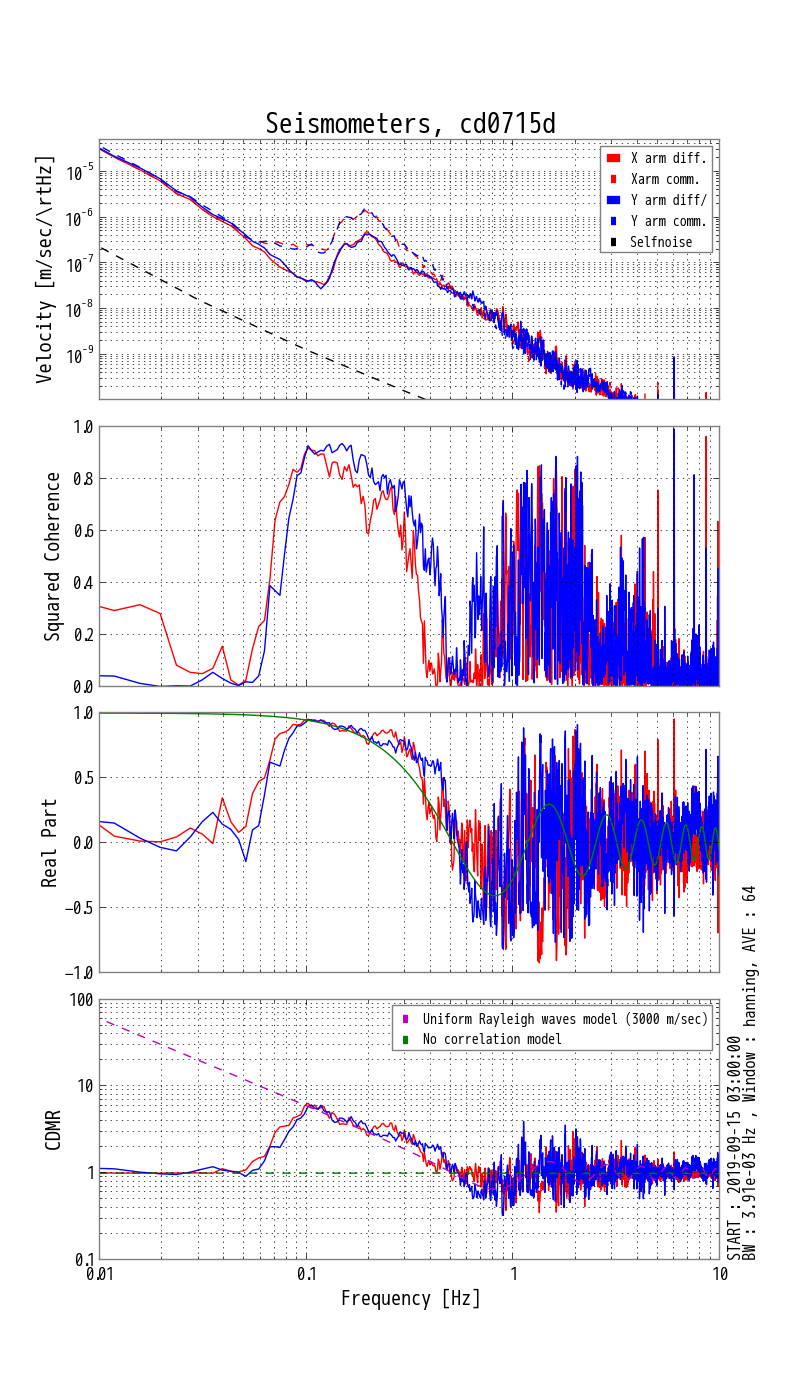 Seismometers, cd0715d
Velocity [m/sec/\rtHz]
10^-5
10^-6
10^-7
10^-8
10^-9
X arm diff.
Xarm comm.
Y arm diff/
Y arm comm.
Selfnoise
Squared Coherence
1.0
0.8
0.6
0.4
0.2
0.0
Real Part
1.0
0.5
0.0
−0.5
−1.0
CDMR
100
10
1
0.1
Uniform Rayleigh waves model (3000 m/sec)
No correlation model
0.01
0.1
1
10
Frequency [Hz]
START : 2019-09-15 03:00:00
BW : 3.91e-03 Hz , Window : hanning, AVE : 64